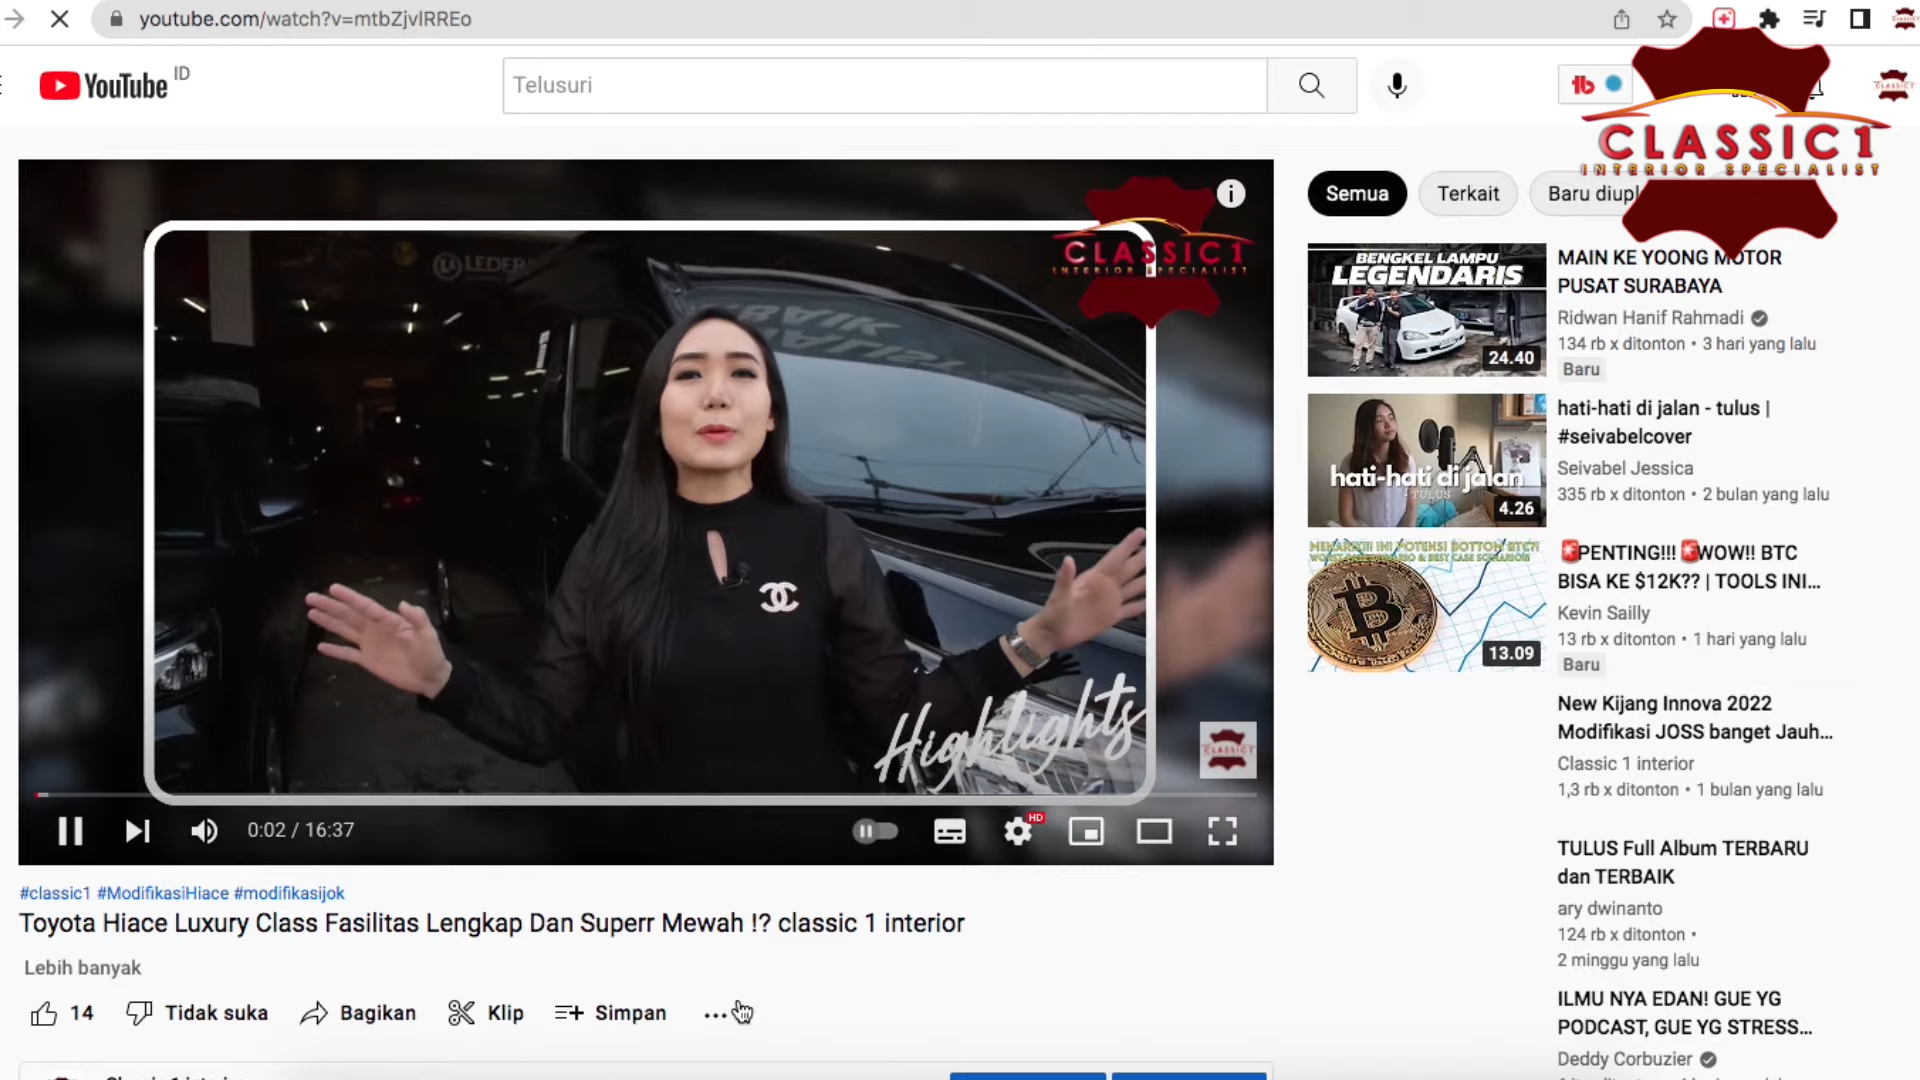 youtube.com/watch?v=mtbZjvlRREo
YouTube ID
Telusuri
CLASSIC1
INTERIOR SPECIALIST
LEDER
CLASSIC1
INTERIOR SPECIALIST
Highlights
CLASSIC1
HD
0:02 / 16:37
#classic1 #ModifikasiHiace #modifikasijok
Toyota Hiace Luxury Class Fasilitas Lengkap Dan Superr Mewah !? classic 1 interior
Lebih banyak
14 Tidak suka Bagikan Klip Simpan ...
Semua Terkait Baru diupl
BENGKEL LAMPU
LEGENDARIS
24.40
MAIN KE YOONG MOTOR
PUSAT SURABAYA
Ridwan Hanif Rahmadi
134 rb x ditonton • 3 hari yang lalu
Baru
hati-hati di jalan
- TULUS
4.26
hati-hati di jalan - tulus |
#seivabelcover
Seivabel Jessica
335 rb x ditonton • 2 bulan yang lalu
13.09
🚨PENTING!!! 🚨WOW!! BTC
BISA KE $12K?? | TOOLS INI...
Kevin Sailly
13 rb x ditonton • 1 hari yang lalu
Baru
New Kijang Innova 2022
Modifikasi JOSS banget Jauh...
Classic 1 interior
1,3 rb x ditonton • 1 bulan yang lalu
TULUS Full Album TERBARU
dan TERBAIK
ary dwinanto
124 rb x ditonton •
2 minggu yang lalu
ILMU NYA EDAN! GUE YG
PODCAST, GUE YG STRESS...
Deddy Corbuzier